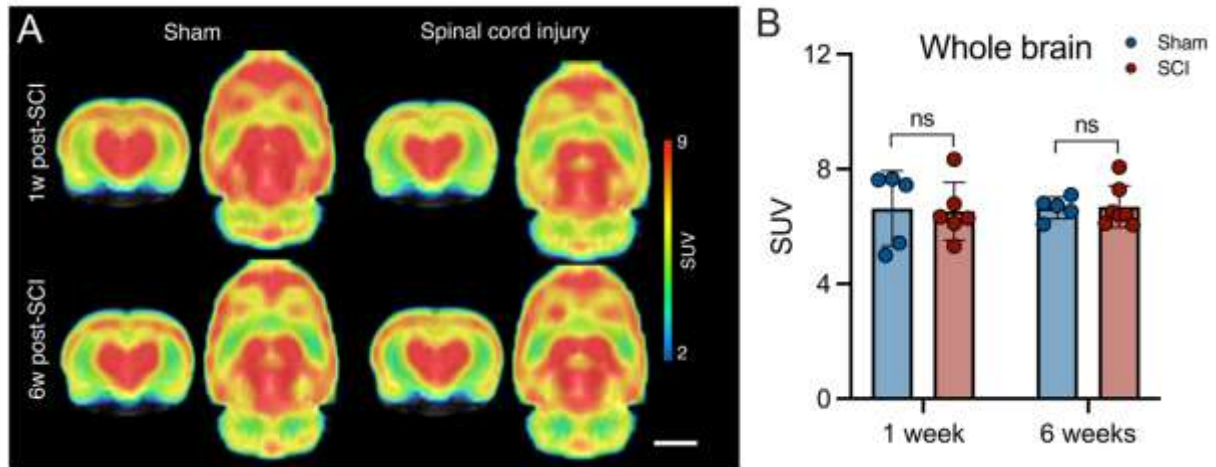 A
Sham
Spinal cord injury
1w post-SCI
6w post-SCI
9
SUV
2
B
Whole brain
Sham
SCI
12
8
4
0
SUV
ns
ns
1 week
6 weeks